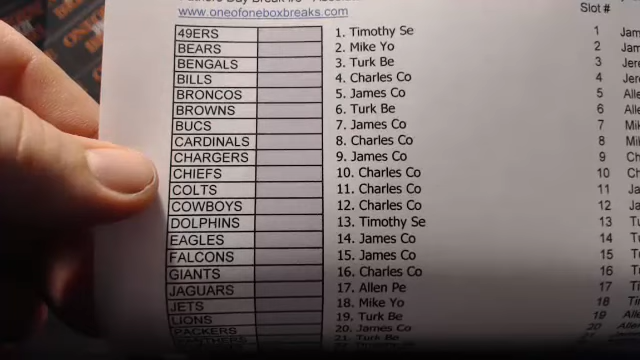 www.oneofoneboxbreaks.com
Slot #
49ERS 1. Timothy Se 1
BEARS 2. Mike Yo 2
BENGALS 3. Turk Be 3
BILLS 4. Charles Co 4
BRONCOS 5. James Co 5
BROWNS 6. Turk Be 6
BUCS 7. James Co 7
CARDINALS 8. Charles Co 8
CHARGERS 9. James Co 9
CHIEFS 10. Charles Co 10
COLTS 11. Charles Co 11
COWBOYS 12. Charles Co 12
DOLPHINS 13. Timothy Se 13
EAGLES 14. James Co 14
FALCONS 15. James Co 15
GIANTS 16. Charles Co 16
JAGUARS 17. Allen Pe 17
JETS 18. Mike Yo 18
LIONS 19. Turk Be 19
PACKERS 20. James Co 20
21. Turk Be 21